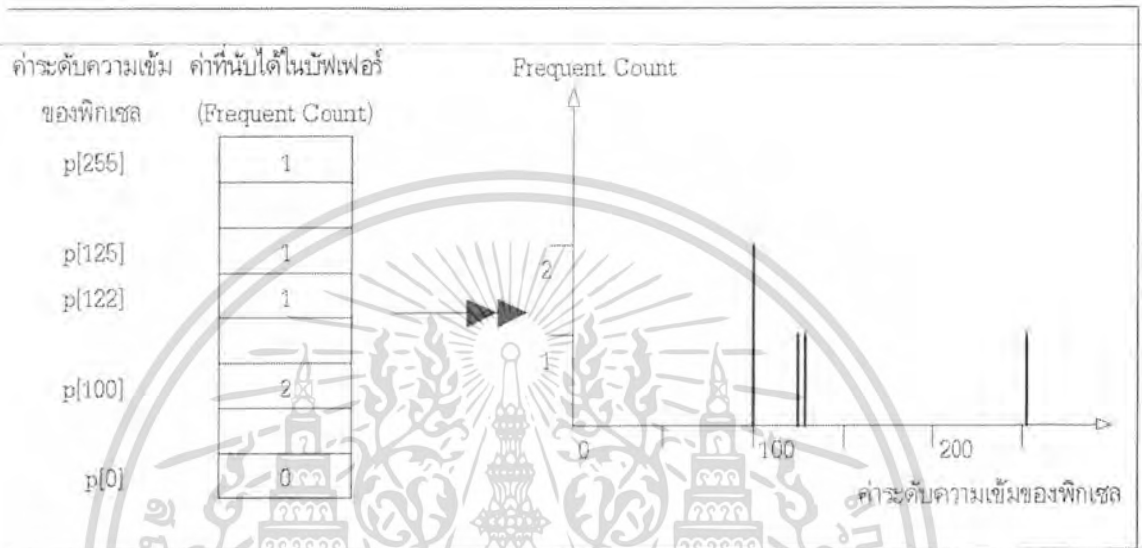 ค่าระดับความเข้ม ค่าที่นับได้ในบัฟเฟอร์ Frequent Count
ของพิกเซล (Frequent Count)
p[255] 1
p[125] 1
2
p[122] 1
1
p[100] 2
0 100 200
p[0] 0
ค่าระดับความเข้มของพิกเซล